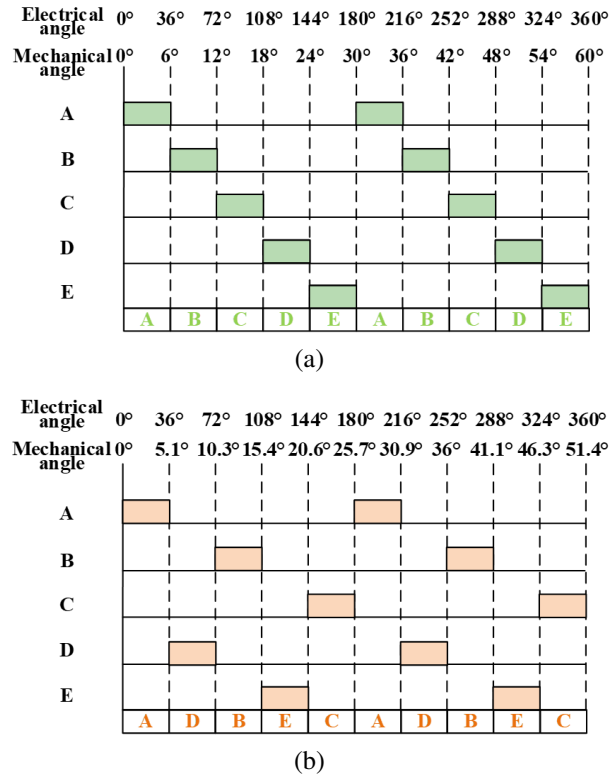 Electrical angle 0° 36° 72° 108° 144° 180° 216° 252° 288° 324° 360°
Mechanical angle 0° 6° 12° 18° 24° 30° 36° 42° 48° 54° 60°
A
B
C
D
E
A B C D E A B C D E
(a)
Electrical angle 0° 36° 72° 108° 144° 180° 216° 252° 288° 324° 360°
Mechanical angle 0° 5.1° 10.3° 15.4° 20.6° 25.7° 30.9° 36° 41.1° 46.3° 51.4°
A
B
C
D
E
A D B E C A D B E C
(b)